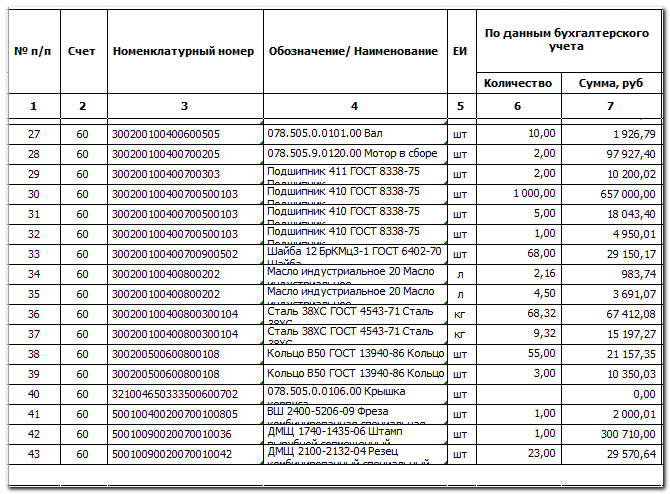 № п/п Счет Номенклатурный номер Обозначение/ Наименование ЕИ По данным бухгалтерского учета
Количество Сумма, руб
1 2 3 4 5 6 7
27 60 300200100400600505 078.505.0.0101.00 Вал шт 10,00 1 926,79
28 60 300200100400700205 078.505.9.0120.00 Мотор в сборе шт 2,00 97 927,40
29 60 300200100400700303 Подшипник 411 ГОСТ 8338-75 Подшипник шт 2,00 10 200,02
30 60 300200100400700500103 Подшипник 410 ГОСТ 8338-75 Подшипник шт 1 000,00 657 000,00
31 60 300200100400700500103 Подшипник 410 ГОСТ 8338-75 Подшипник шт 5,00 18 043,40
32 60 300200100400700500103 Подшипник 410 ГОСТ 8338-75 Подшипник шт 1,00 4 950,01
33 60 300200100400700900502 Шайба 12 БрКМц3-1 ГОСТ 6402-70 Шайба шт 68,00 29 150,17
34 60 300200100400800202 Масло индустриальное 20 Масло индустриальное шт 2,16 983,74
35 60 300200100400800202 Масло индустриальное 20 Масло индустриальное л 4,50 3 691,07
36 60 300200100400800300104 Сталь 38ХС ГОСТ 4543-71 Сталь 38ХС кг 68,32 67 412,08
37 60 300200100400800300104 Сталь 38ХС ГОСТ 4543-71 Сталь 38ХС кг 9,32 15 197,27
38 60 300200500600800108 Кольцо В50 ГОСТ 13940-86 Кольцо шт 55,00 21 157,35
39 60 300200500600800108 Кольцо В50 ГОСТ 13940-86 Кольцо шт 3,00 10 350,03
40 60 321004650333500600702 078.505.0.0106.00 Крышка корпуса шт 0,00
41 60 500100400200700100805 ВШ 2400-5206-09 Фреза комбинированная специальная шт 1,00 2 000,01
42 60 50010090020070010036 ДМЩ 1740-1435-06 Штамп вырубной совмещенный шт 1,00 300 710,00
43 60 50010090020070010042 ДМЩ 2100-2132-04 Резец комбинированный специальный шт 23,00 29 570,64